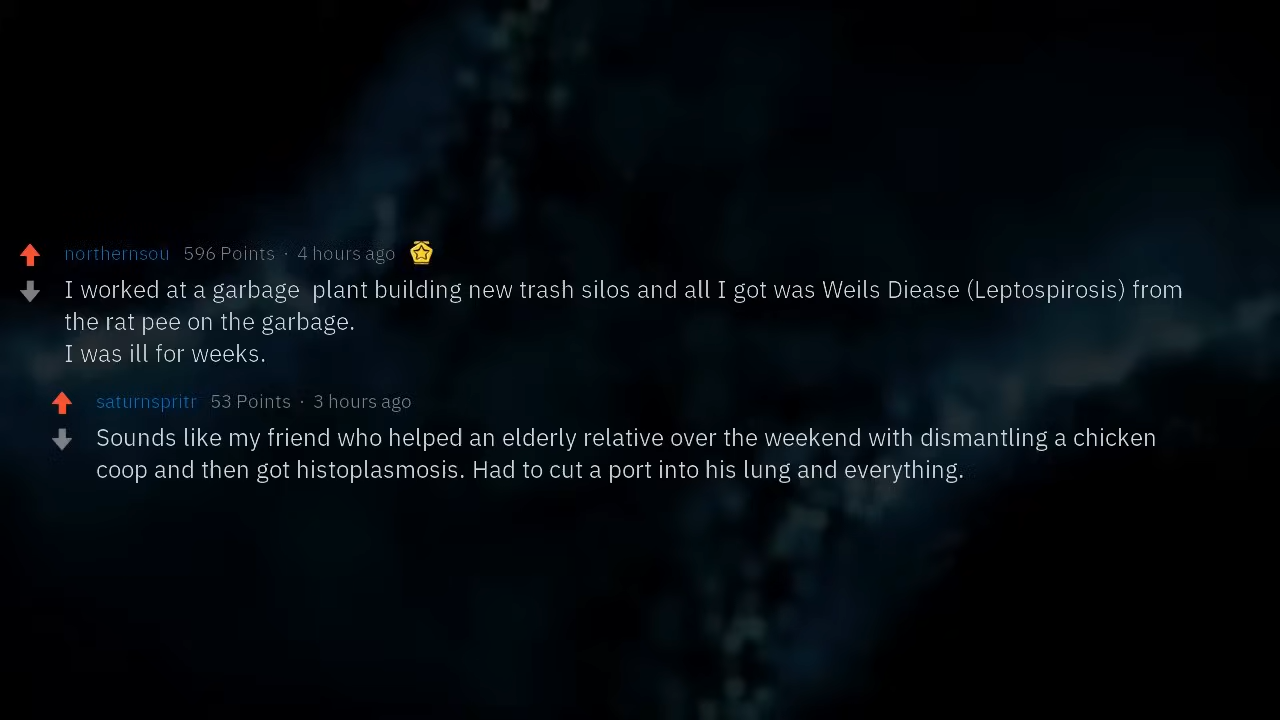 northernsou 596 Points · 4 hours ago
I worked at a garbage  plant building new trash silos and all I got was Weils Diease (Leptospirosis) from
the rat pee on the garbage.
I was ill for weeks.
saturnspritr 53 Points · 3 hours ago
Sounds like my friend who helped an elderly relative over the weekend with dismantling a chicken
coop and then got histoplasmosis. Had to cut a port into his lung and everything.